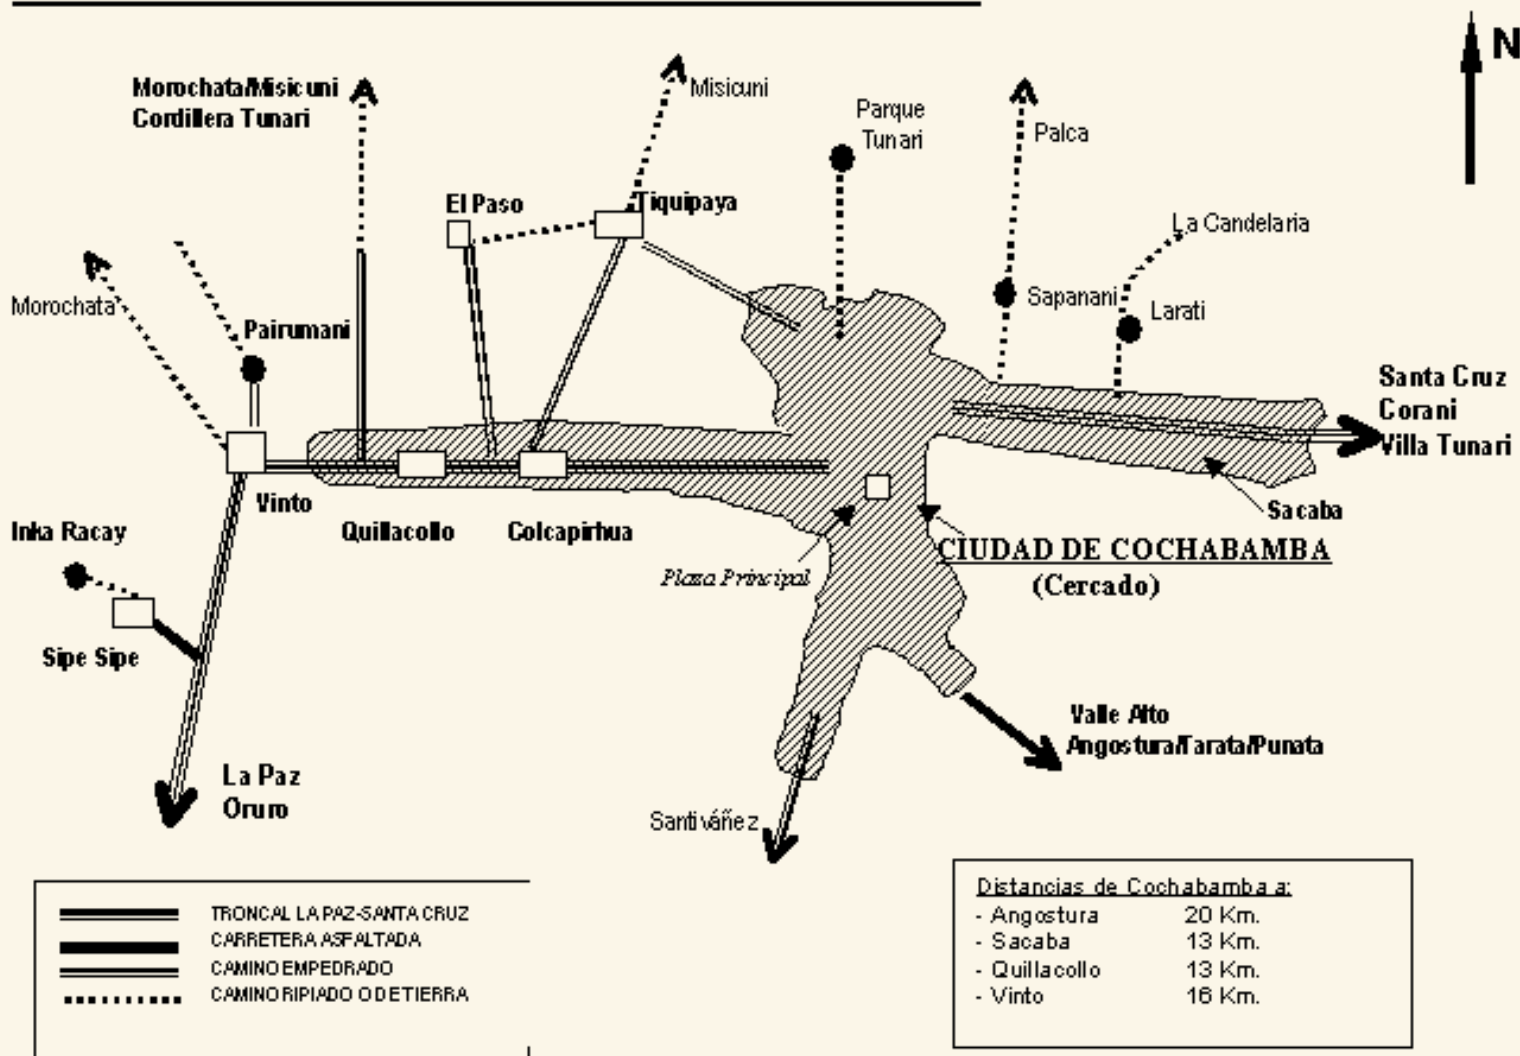 N
Morochata/Misicuni
Cordillera Tunari
Misicuni
Parque
Tunari
Palca
El Paso
Tiquipaya
La Candelaria
Morochata
Pairumani
Sapanani
Larati
Santa Cruz
Corani
Villa Tunari
Vinto
Sacaba
Inka Racay
Quillacollo
Colcapirhua
CIUDAD DE COCHABAMBA
(Cercado)
Plaza Principal
Sipe Sipe
Valle Alto
Angostura/Tarata/Punata
La Paz
Oruro
Santiváñez
TRONCAL LA PAZ-SANTA CRUZ
CARRETERA ASFALTADA
CAMINO EMPEDRADO
CAMINO RIPIADO O DE TIERRA
Distancias de Cochabamba a:
- Angostura 20 Km.
- Sacaba 13 Km.
- Quillacollo 13 Km.
- Vinto 16 Km.